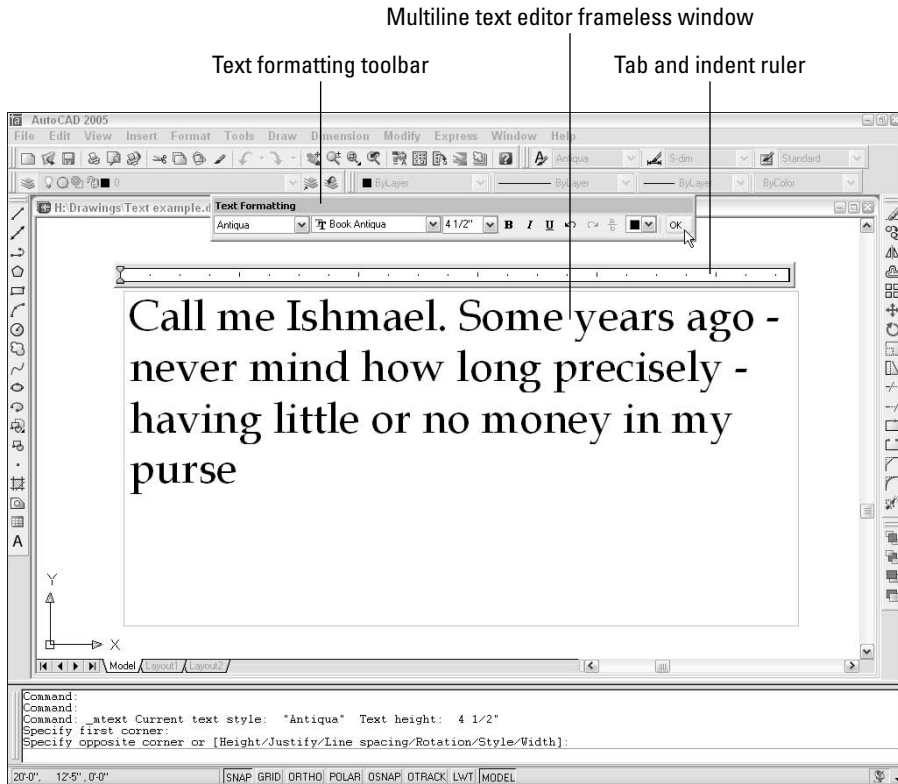 Multiline text editor frameless window
Text formatting toolbar
Tab and indent ruler
AutoCAD 2005
File Edit View Insert Format Tools Draw Dimension Modify Express Window Help
Antiqua S-dim Standard
0 ByLayer ByLayer ByLayer ByColor
H:\Drawings\Text example.d
Text Formatting
Antiqua Book Antiqua 4 1/2" B I U OK
Call me Ishmael. Some years ago -
never mind how long precisely -
having little or no money in my
purse
A
Y
X
Model Layout1 Layout2
Command:
Command:
Command: _mtext Current text style: "Antiqua" Text height: 4 1/2"
Specify first corner:
Specify opposite corner or [Height/Justify/Line spacing/Rotation/Style/Width]:
20'-0", 12'-5" , 0'-0" SNAP GRID ORTHO POLAR OSNAP OTRACK LWT MODEL